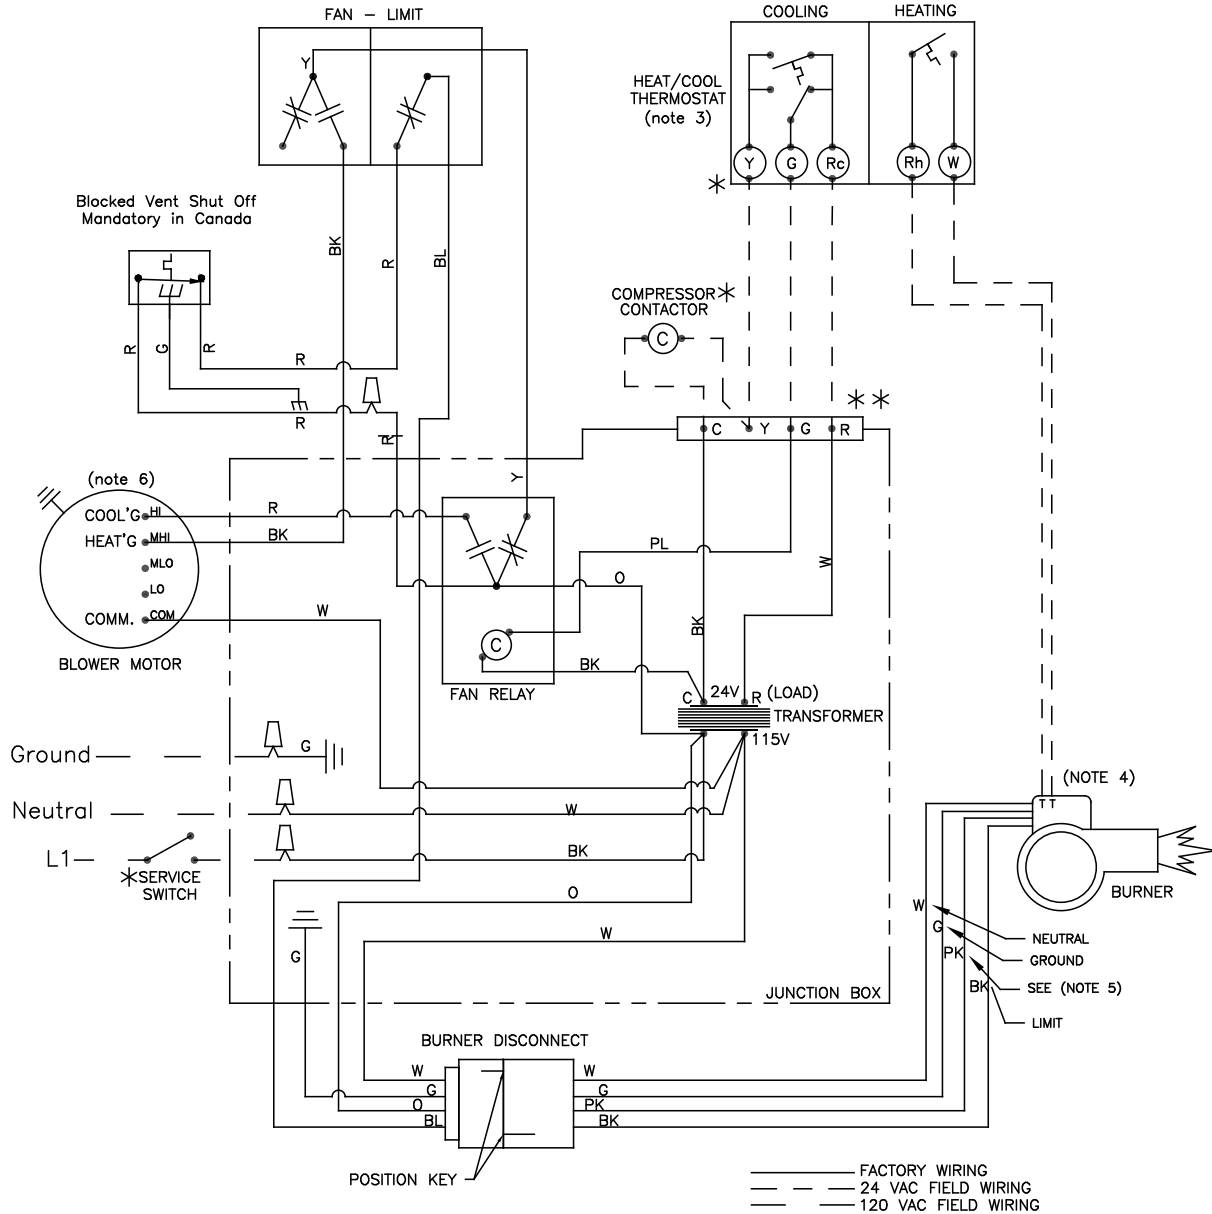 FAN – LIMIT
COOLING
HEATING
Y
HEAT/COOL
THERMOSTAT
(note 3)
Y
G
Rc
Rh
W
*
Blocked Vent Shut Off
Mandatory in Canada
BK
R
BL
COMPRESSOR *
CONTACTOR
C
R
G
R
R
R
R
* *
C
Y
G
R
(note 6)
Y
COOL'G
HI
R
HEAT'G
MHI
BK
PL
MLO
O
W
LO
COMM.
COM
W
BK
C
BLOWER MOTOR
BK
FAN RELAY
C
24V
R
(LOAD)
TRANSFORMER
115V
Ground
G
Neutral
W
(NOTE 4)
T T
L1
BK
*SERVICE
SWITCH
O
BURNER
W
W
NEUTRAL
G
G
GROUND
PK
BK
SEE (NOTE 5)
LIMIT
JUNCTION BOX
BURNER DISCONNECT
W
W
G
G
O
PK
BL
BK
POSITION KEY
FACTORY WIRING
24 VAC FIELD WIRING
120 VAC FIELD WIRING